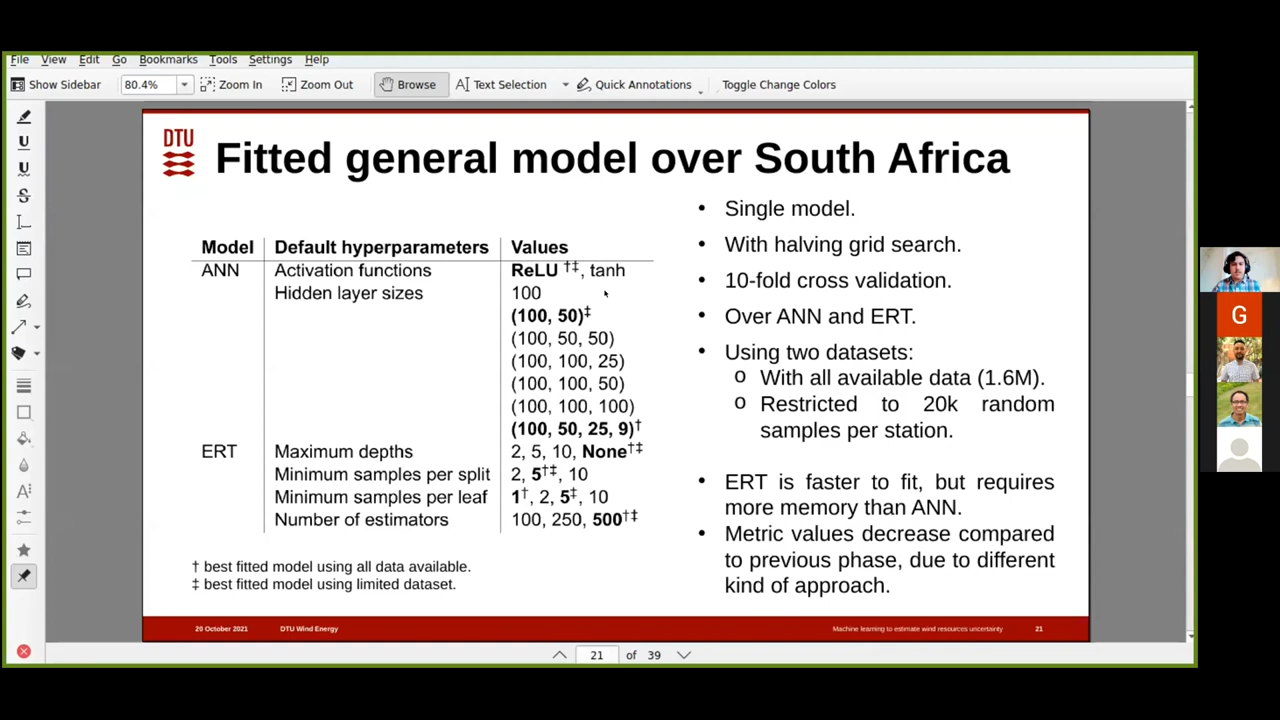 File View Edit Go Bookmarks Tools Settings Help
Show Sidebar 80.4% Zoom In Zoom Out Browse Text Selection Quick Annotations Toggle Change Colors
DTU
Fitted general model over South Africa
Model Default hyperparameters Values
ANN Activation functions ReLU †‡, tanh
Hidden layer sizes 100
(100, 50)‡
(100, 50, 50)
(100, 100, 25)
(100, 100, 50)
(100, 100, 100)
(100, 50, 25, 9)†
ERT Maximum depths 2, 5, 10, None†‡
Minimum samples per split 2, 5†‡, 10
Minimum samples per leaf 1†, 2, 5‡, 10
Number of estimators 100, 250, 500†‡
† best fitted model using all data available.
‡ best fitted model using limited dataset.
• Single model.
• With halving grid search.
• 10-fold cross validation.
• Over ANN and ERT.
• Using two datasets:
o With all available data (1.6M).
o Restricted to 20k random
samples per station.
• ERT is faster to fit, but requires
more memory than ANN.
• Metric values decrease compared
to previous phase, due to different
kind of approach.
20 October 2021 DTU Wind Energy Machine learning to estimate wind resources uncertainty 21
21 of 39
G